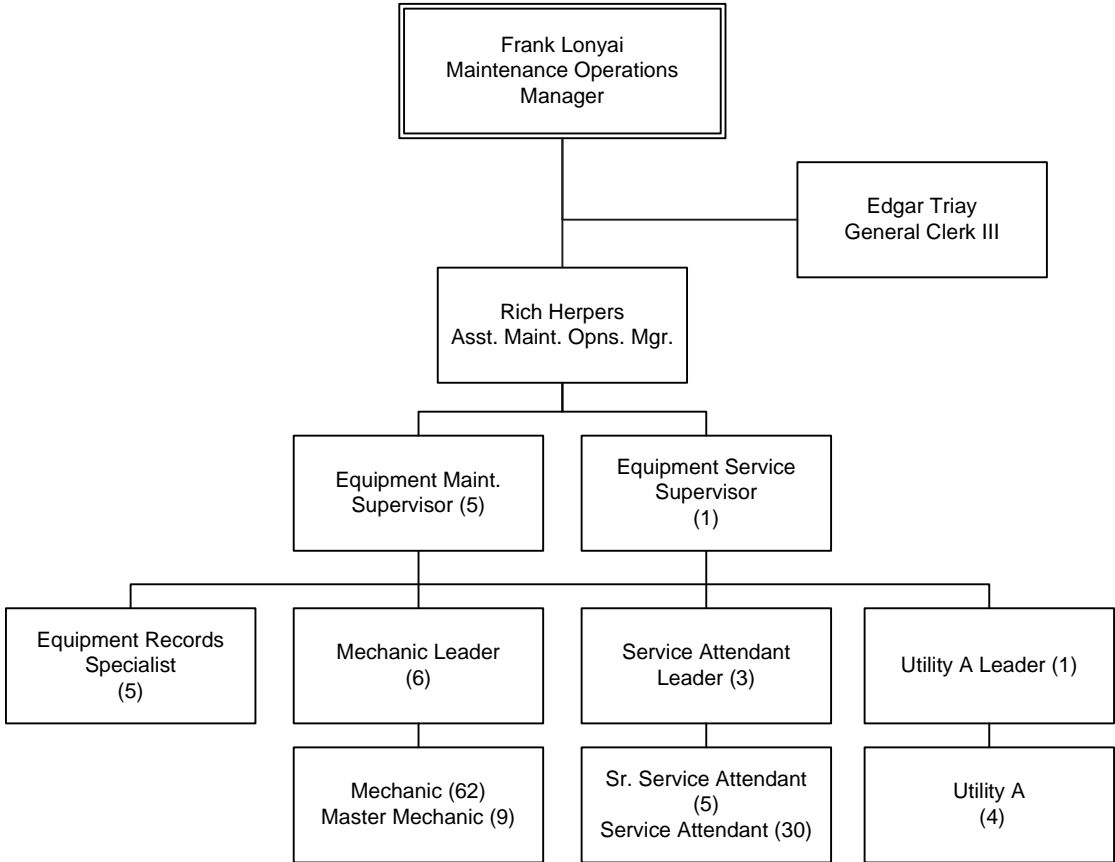 Frank Lonyai
Maintenance Operations
Manager
Edgar Triay
General Clerk III
Rich Herpers
Asst. Maint. Opns. Mgr.
Equipment Maint.
Supervisor (5)
Equipment Service
Supervisor
(1)
Equipment Records
Specialist
(5)
Mechanic Leader
(6)
Service Attendant
Leader (3)
Utility A Leader (1)
Mechanic (62)
Master Mechanic (9)
Sr. Service Attendant
(5)
Service Attendant (30)
Utility A
(4)